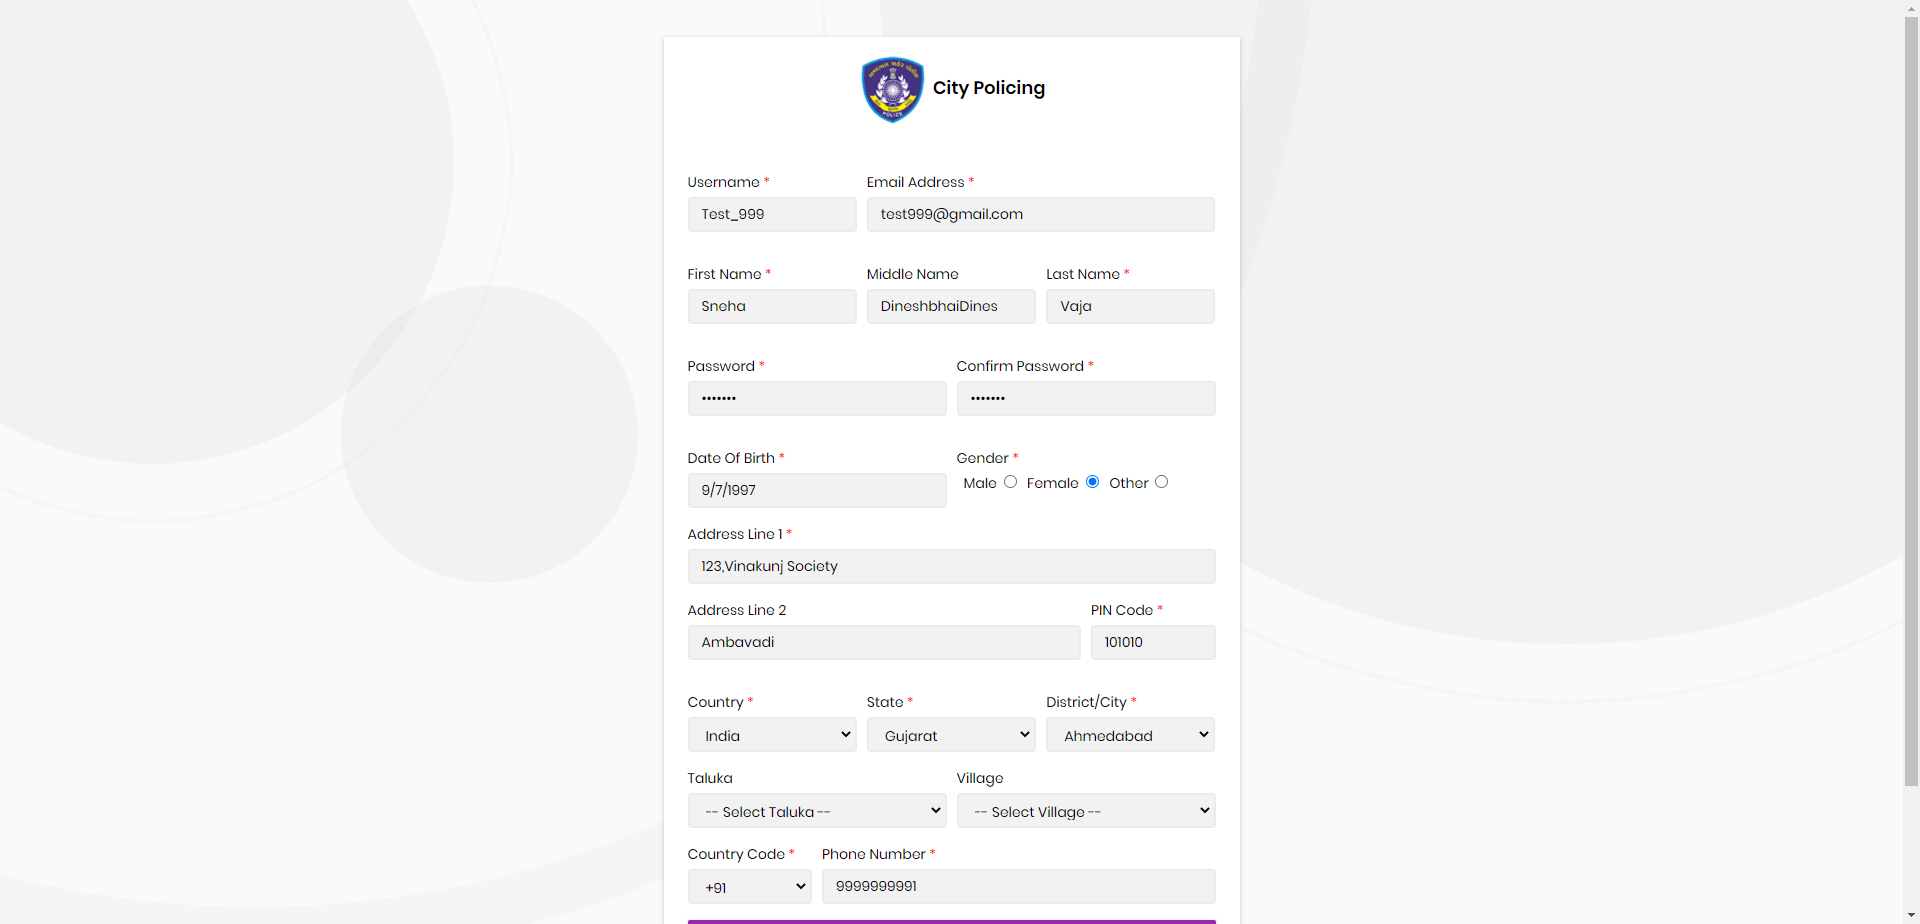 City Policing
POLICE
Username * Email Address *
Test_999 test999@gmail.com
First Name * Middle Name Last Name *
Sneha DineshbhaiDines Vaja
Password * Confirm Password *
••••••• •••••••
Date Of Birth * Gender *
9/7/1997 Male Female Other
Address Line 1 *
123,Vinakunj Society
Address Line 2 PIN Code *
Ambavadi 101010
Country * State * District/City *
India Gujarat Ahmedabad
Taluka Village
-- Select Taluka -- -- Select Village --
Country Code * Phone Number *
+91 9999999991